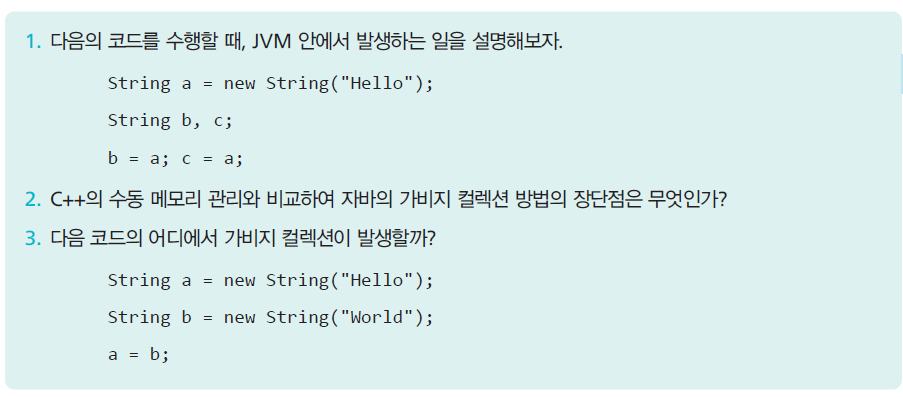 1. 다음의 코드를 수행할 때, JVM 안에서 발생하는 일을 설명해보자.
String a = new String("Hello");
String b, c;
b = a; c = a;
2. C++의 수동 메모리 관리와 비교하여 자바의 가비지 컬렉션 방법의 장단점은 무엇인가?
3. 다음 코드의 어디에서 가비지 컬렉션이 발생할까?
String a = new String("Hello");
String b = new String("World");
a = b;